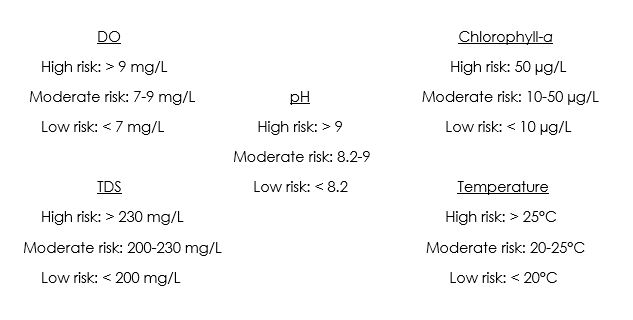 DO
High risk: > 9 mg/L
Moderate risk: 7-9 mg/L
Low risk: < 7 mg/L
TDS
High risk: > 230 mg/L
Moderate risk: 200-230 mg/L
Low risk: < 200 mg/L
pH
High risk: > 9
Moderate risk: 8.2-9
Low risk: < 8.2
Chlorophyll-a
High risk: 50 µg/L
Moderate risk: 10-50 µg/L
Low risk: < 10 µg/L
Temperature
High risk: > 25°C
Moderate risk: 20-25°C
Low risk: < 20°C